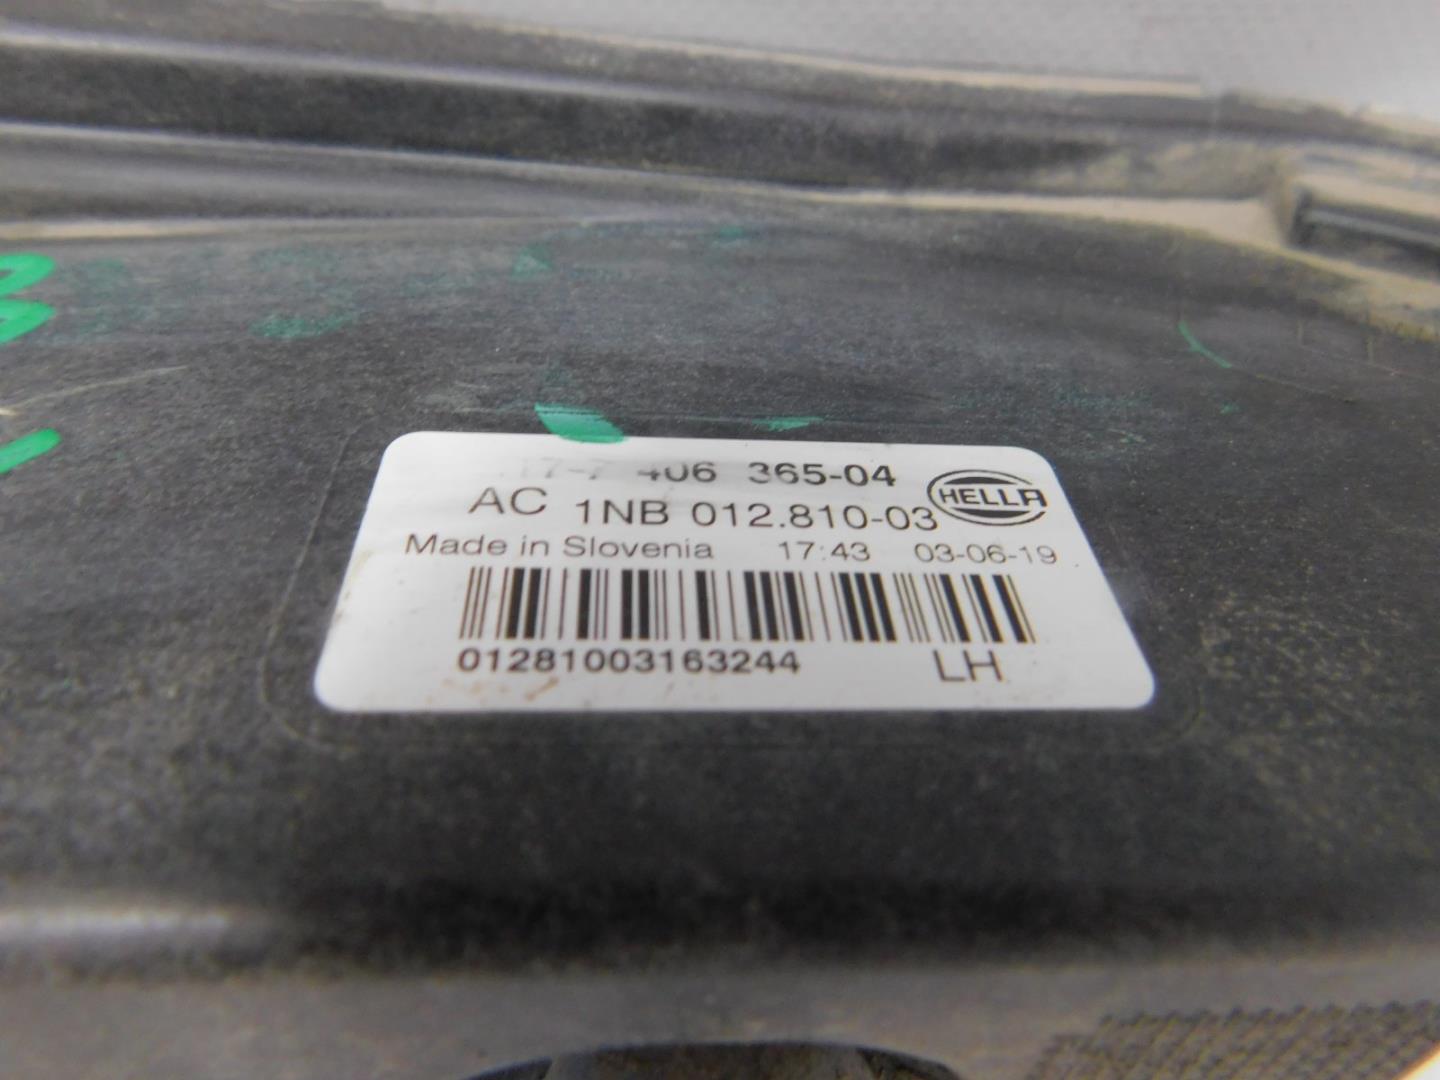 406 365-04
HELLA
AC 1NB 012.810-03
Made in Slovenia 17:43 03-06-19
01281003163244 LH